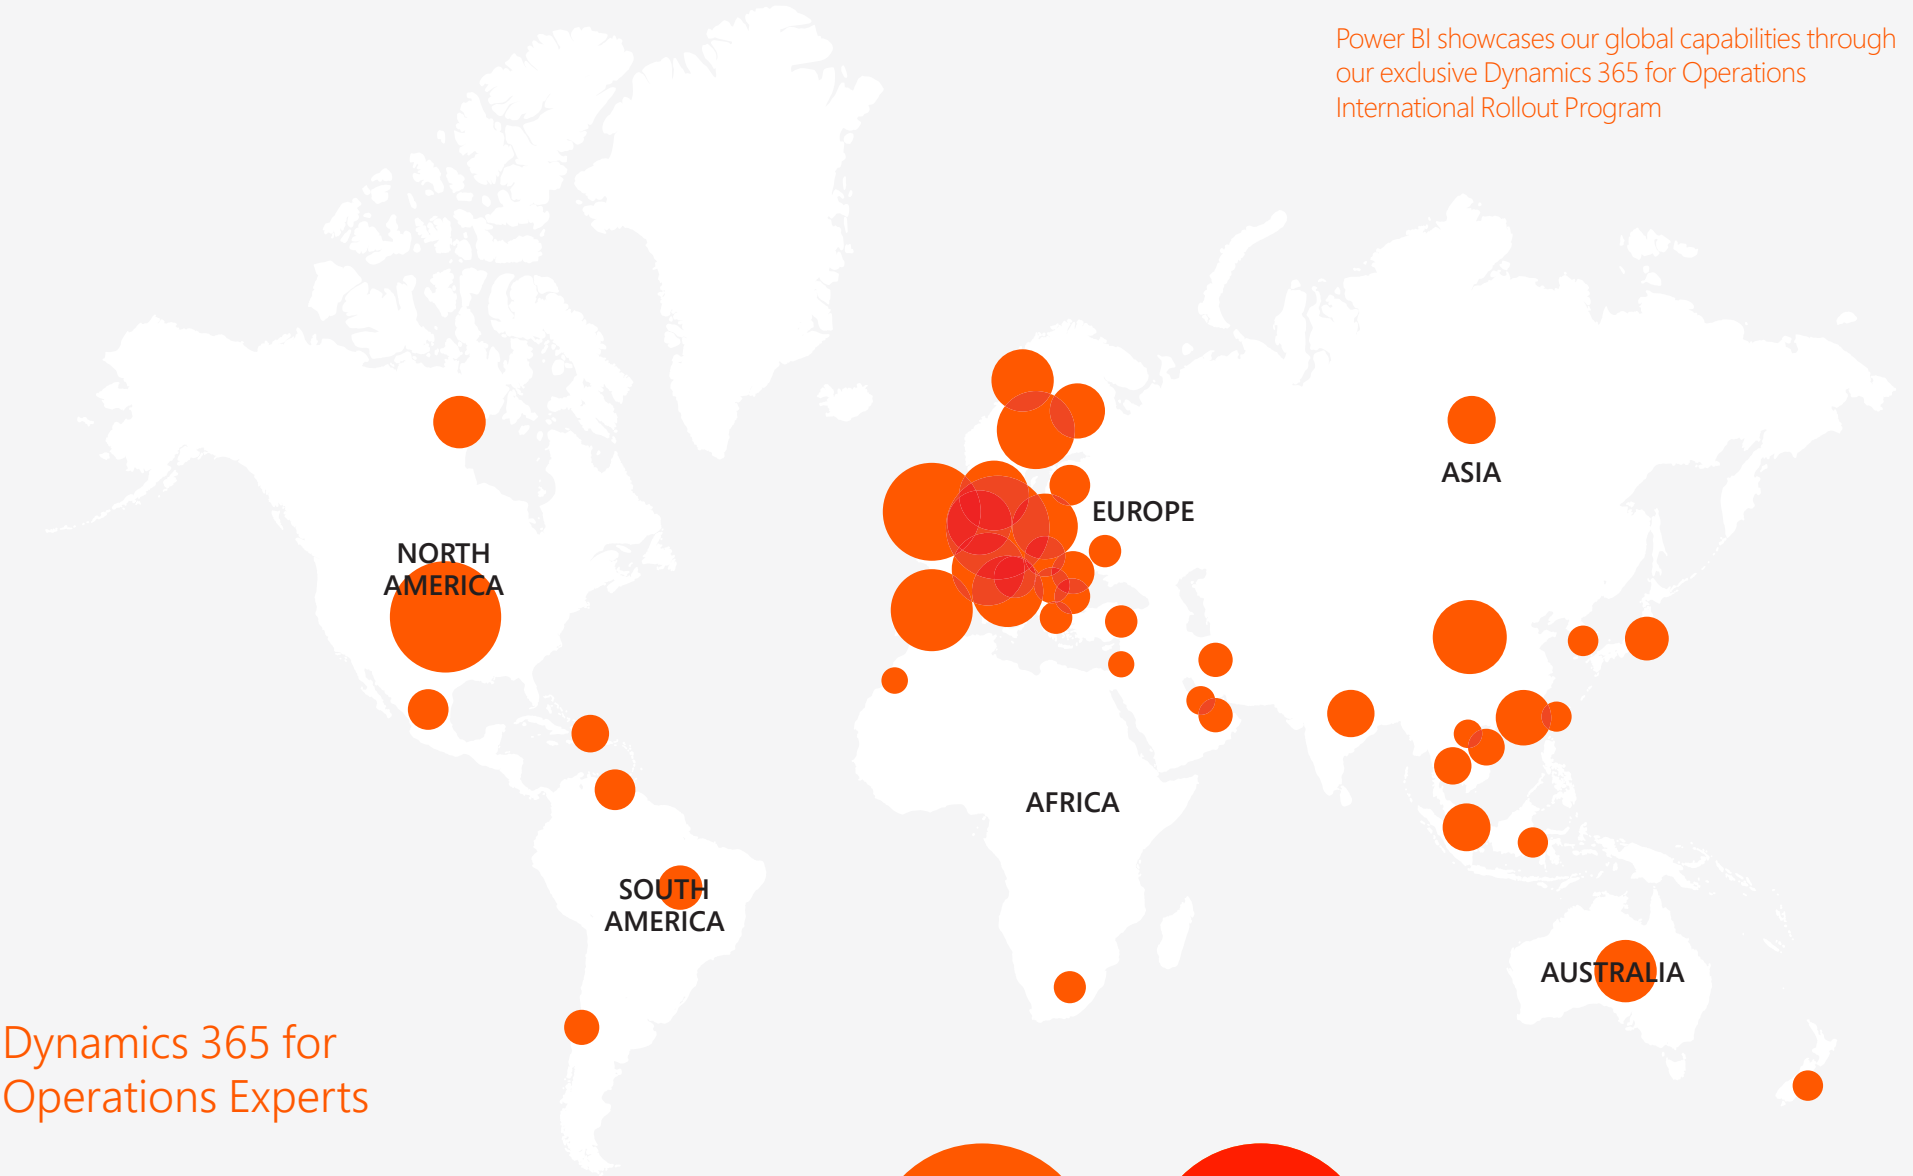 Power BI showcases our global capabilities through
our exclusive Dynamics 365 for Operations
International Rollout Program
ASIA
EUROPE
NORTH
AMERICA
AFRICA
SOUTH
AMERICA
AUSTRALIA
Dynamics 365 for
Operations Experts